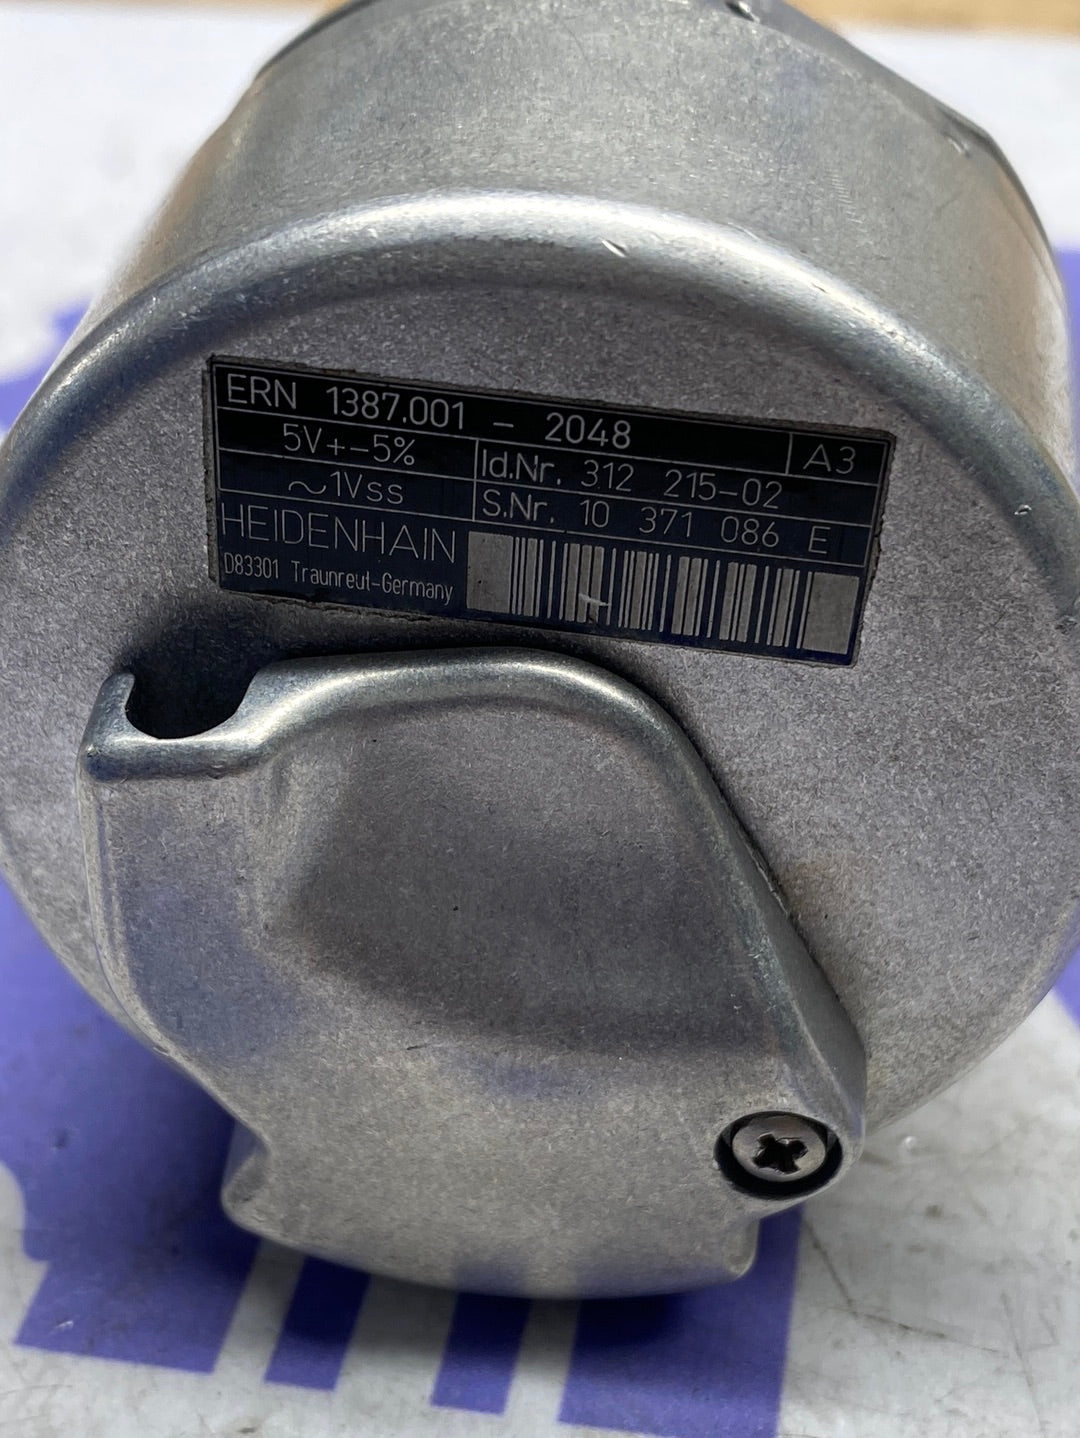 ERN 1387.001 - 2048 A3
5V+-5% Id.Nr. 312 215-02
~1Vss S.Nr. 10 371 086 E
HEIDENHAIN
D83301 Traunreut-Germany